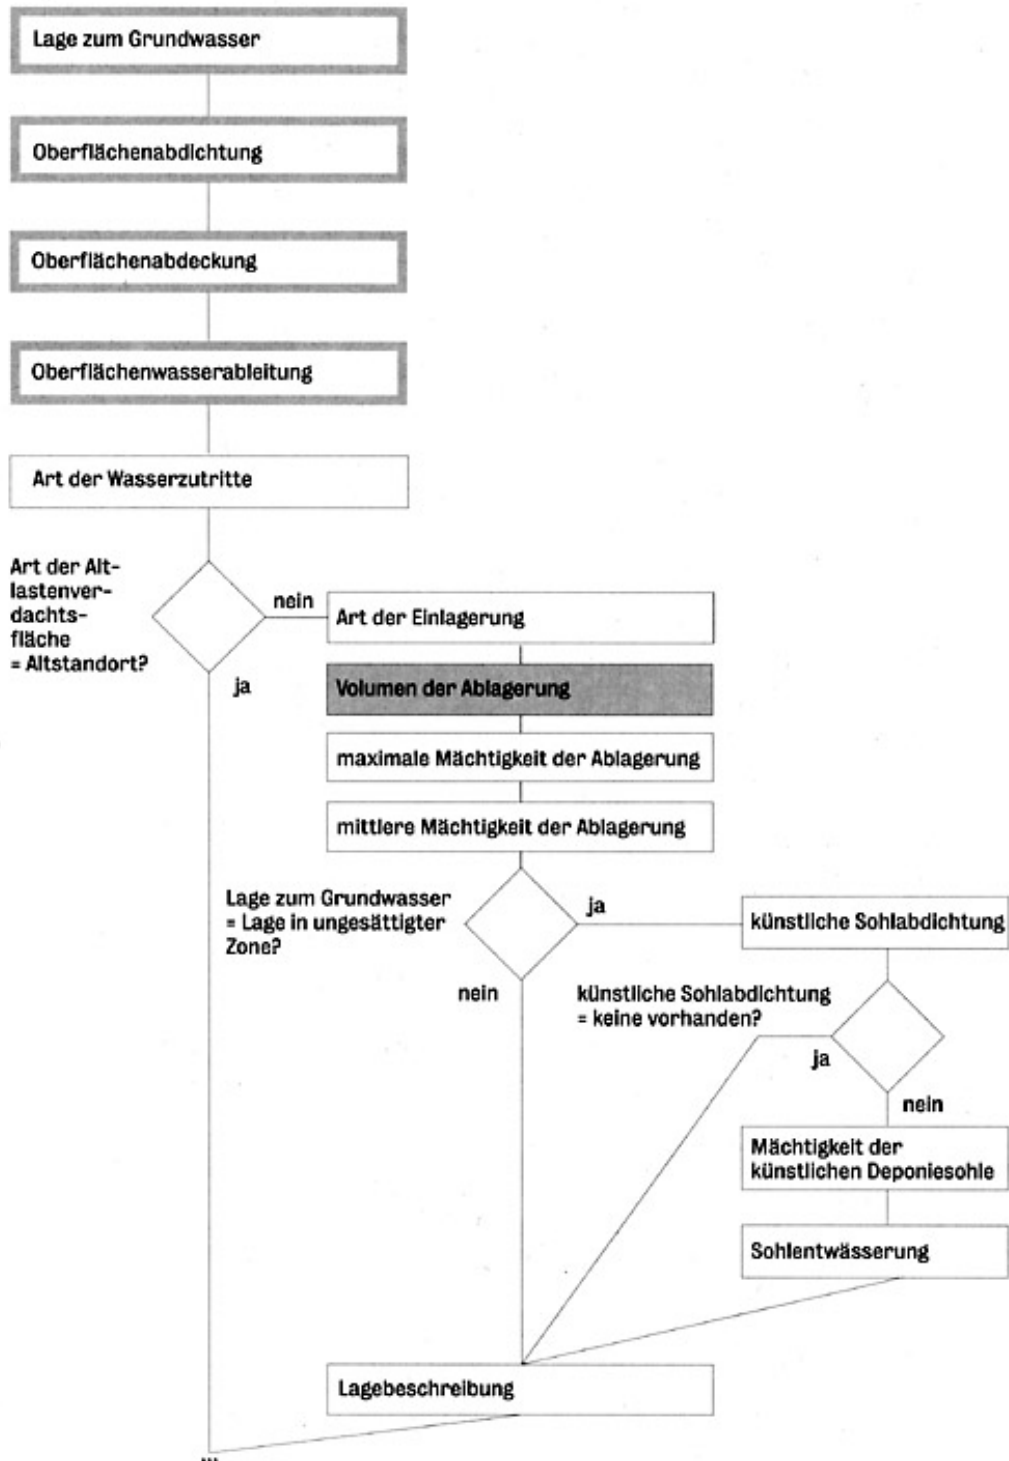 Lage zum Grundwasser
Oberflächenabdichtung
Oberflächenabdeckung
Oberflächenwasserableitung
Art der Wasserzutritte
Art der Alt-
lastenver-
dachts-
fläche
= Altstandort?
nein
ja
Art der Einlagerung
Volumen der Ablagerung
maximale Mächtigkeit der Ablagerung
mittlere Mächtigkeit der Ablagerung
Lage zum Grundwasser
= Lage in ungesättigter
Zone?
ja
nein
künstliche Sohlabdichtung
künstliche Sohlabdichtung
= keine vorhanden?
ja
nein
Mächtigkeit der
künstlichen Deponiesohle
Sohlentwässerung
Lagebeschreibung
...